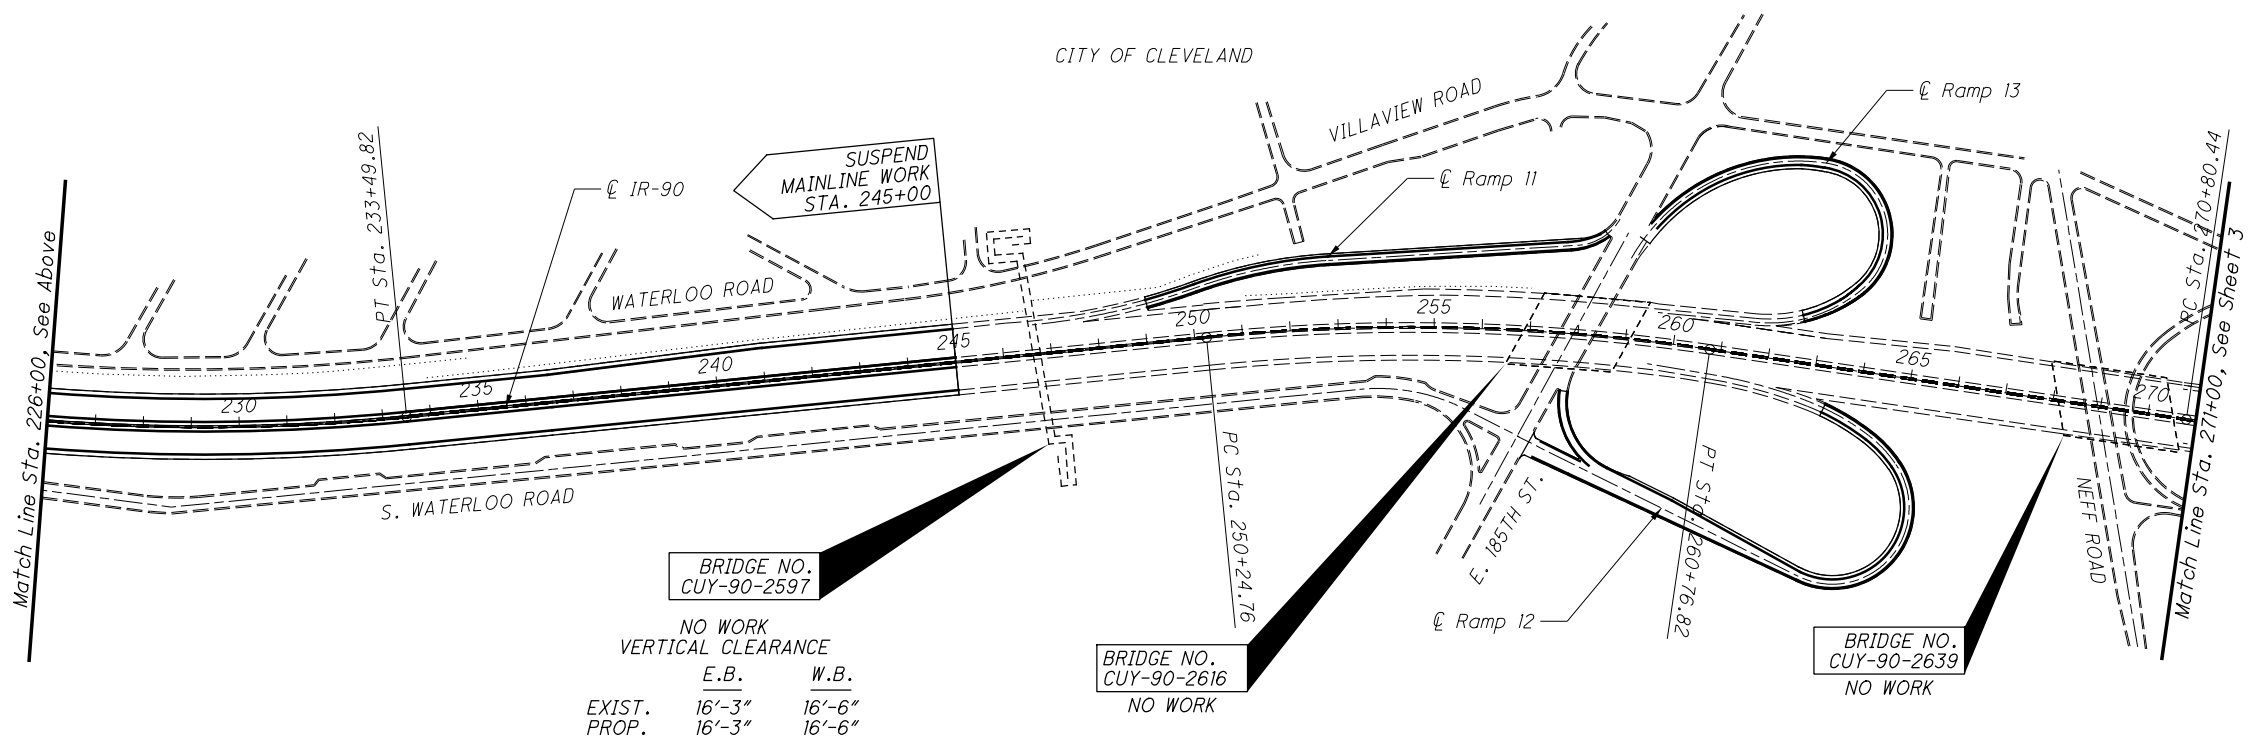 CITY OF CLEVELAND
VILLAVIEW ROAD
℄ Ramp 13
PT Sta. 233+49.82
SUSPEND
MAINLINE WORK
STA. 245+00
℄ IR-90
℄ Ramp 11
PC Sta. 270+80.44
Match Line Sta. 226+00, See Above
WATERLOO ROAD
230
235
240
245
250
255
260
265
270
Match Line Sta. 271+00, See Sheet 3
S. WATERLOO ROAD
PC Sta. 250+24.76
E. 185TH ST.
PT Sta. 260+76.82
NEFF ROAD
BRIDGE NO.
CUY-90-2597
NO WORK
VERTICAL CLEARANCE
E.B. W.B.
EXIST. 16'-3" 16'-6"
PROP. 16'-3" 16'-6"
℄ Ramp 12
BRIDGE NO.
CUY-90-2616
NO WORK
BRIDGE NO.
CUY-90-2639
NO WORK